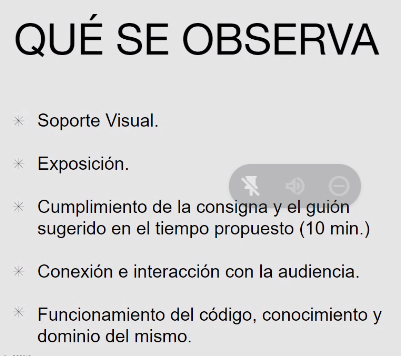 QUÉ SE OBSERVA
Soporte Visual.
Exposición.
Cumplimiento de la consigna y el guión
sugerido en el tiempo propuesto (10 min.)
Conexión e interacción con la audiencia.
Funcionamiento del código, conocimiento y
dominio del mismo.